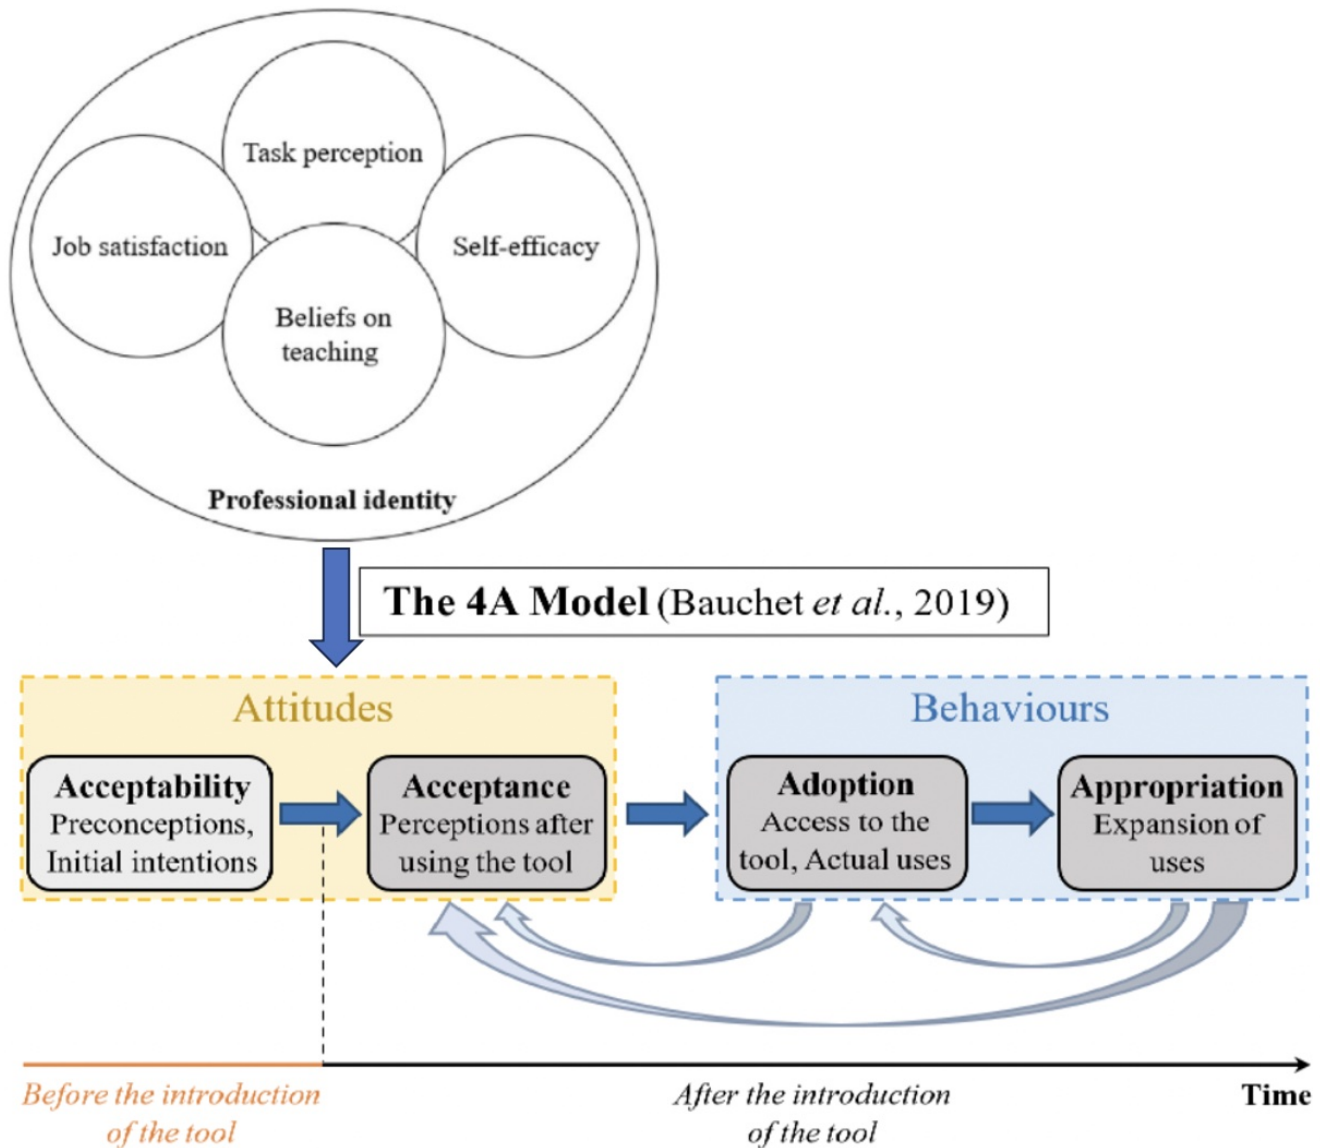 Task perception
Job satisfaction
Self-efficacy
Beliefs on
teaching
Professional identity
The 4A Model (Bauchet et al., 2019)
Attitudes
Behaviours
Acceptability
Preconceptions,
Initial intentions
Acceptance
Perceptions after
using the tool
Adoption
Access to the
tool, Actual uses
Appropriation
Expansion of
uses
Before the introduction
of the tool
After the introduction
of the tool
Time